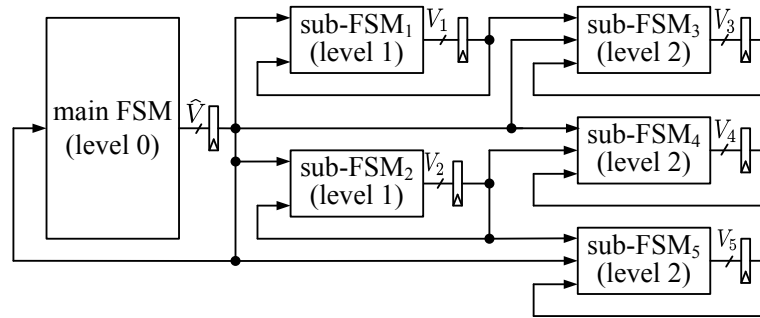 main FSM
(level 0)
V̂
sub-FSM₁
(level 1)
V₁
sub-FSM₂
(level 1)
V₂
sub-FSM₃
(level 2)
V₃
sub-FSM₄
(level 2)
V₄
sub-FSM₅
(level 2)
V₅